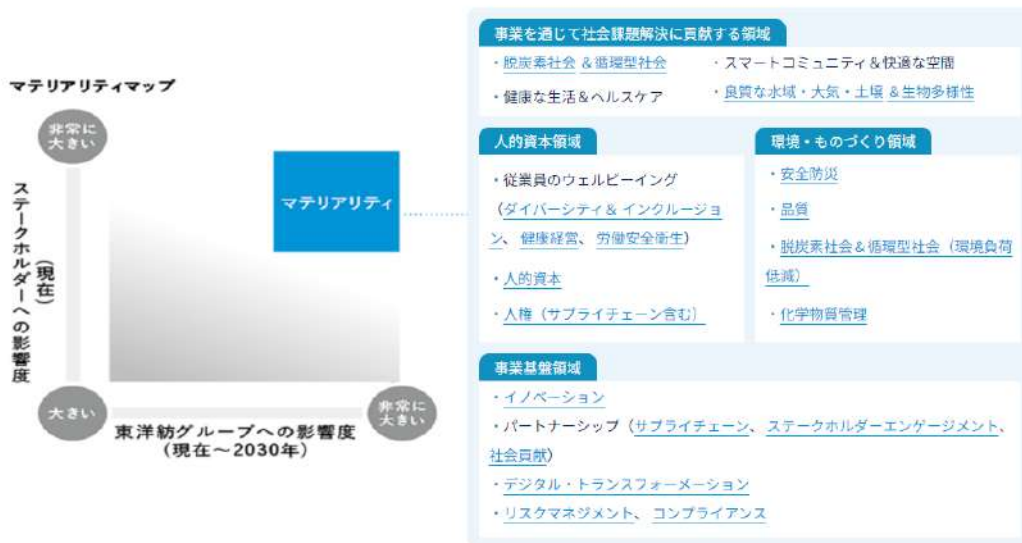 マテリアリティマップ
非常に
大きい
ステークホルダーへの影響度
(現在)
マテリアリティ
大きい
非常に
大きい
東洋紡グループへの影響度
(現在〜2030年)
事業を通じて社会課題解決に貢献する領域
・脱炭素社会 &循環型社会
・スマートコミュニティ&快適な空間
・健康な生活&ヘルスケア
・良質な水域・大気・土壌 &生物多様性
人的資本領域
・従業員のウェルビーイング
(ダイバーシティ& インクルージョ
ン、 健康経営、 労働安全衛生)
・人的資本
・人権（サプライチェーン含む）
環境・ものづくり領域
・安全防災
・品質
・脱炭素社会&循環型社会（環境負荷
低減）
・化学物質管理
事業基盤領域
・イノベーション
・パートナーシップ（サプライチェーン、 ステークホルダーエンゲージメント、
社会貢献)
・デジタル・トランスフォーメーション
・リスクマネジメント、 コンプライアンス